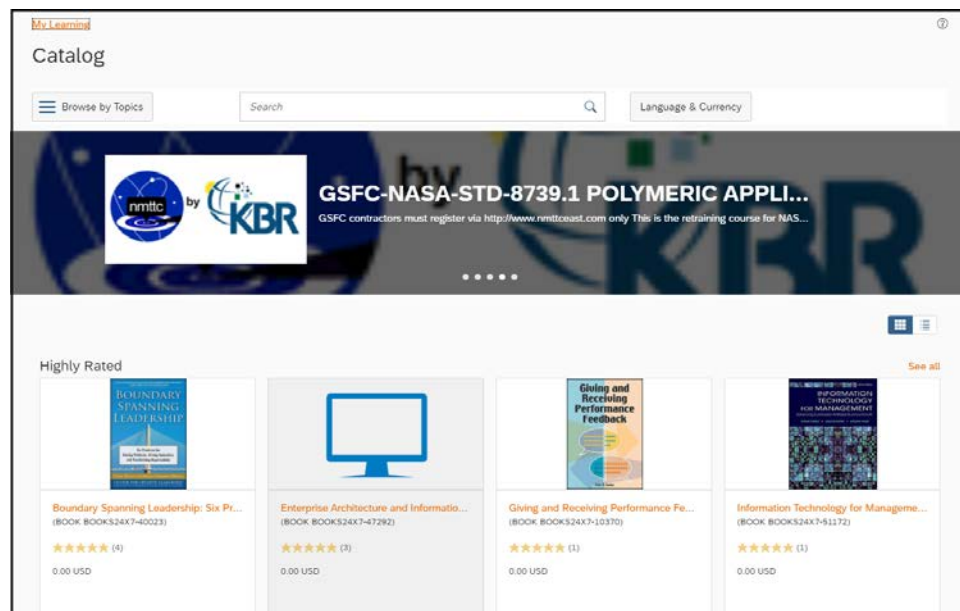 My Learning
?
Catalog
Browse by Topics
Search
Language & Currency
by
KBR
nmttc
by
KBR
GSFC-NASA-STD-8739.1 POLYMERIC APPLI...
GSFC contractors must register via http://www.nmttceast.com only This is the retraining course for NAS...
Highly Rated
See all
BOUNDARY
SPANNING
LEADERSHIP
Giving and
Receiving
Performance
Feedback
INFORMATION
TECHNOLOGY
FOR MANAGEMENT
Boundary Spanning Leadership: Six Pr...
(BOOK BOOKS24X7-40023)
(4)
0.00 USD
Enterprise Architecture and Informatio...
(BOOK BOOKS24X7-47292)
(3)
0.00 USD
Giving and Receiving Performance Fe...
(BOOK BOOKS24X7-10370)
(1)
0.00 USD
Information Technology for Manageme...
(BOOK BOOKS24X7-51172)
(1)
0.00 USD